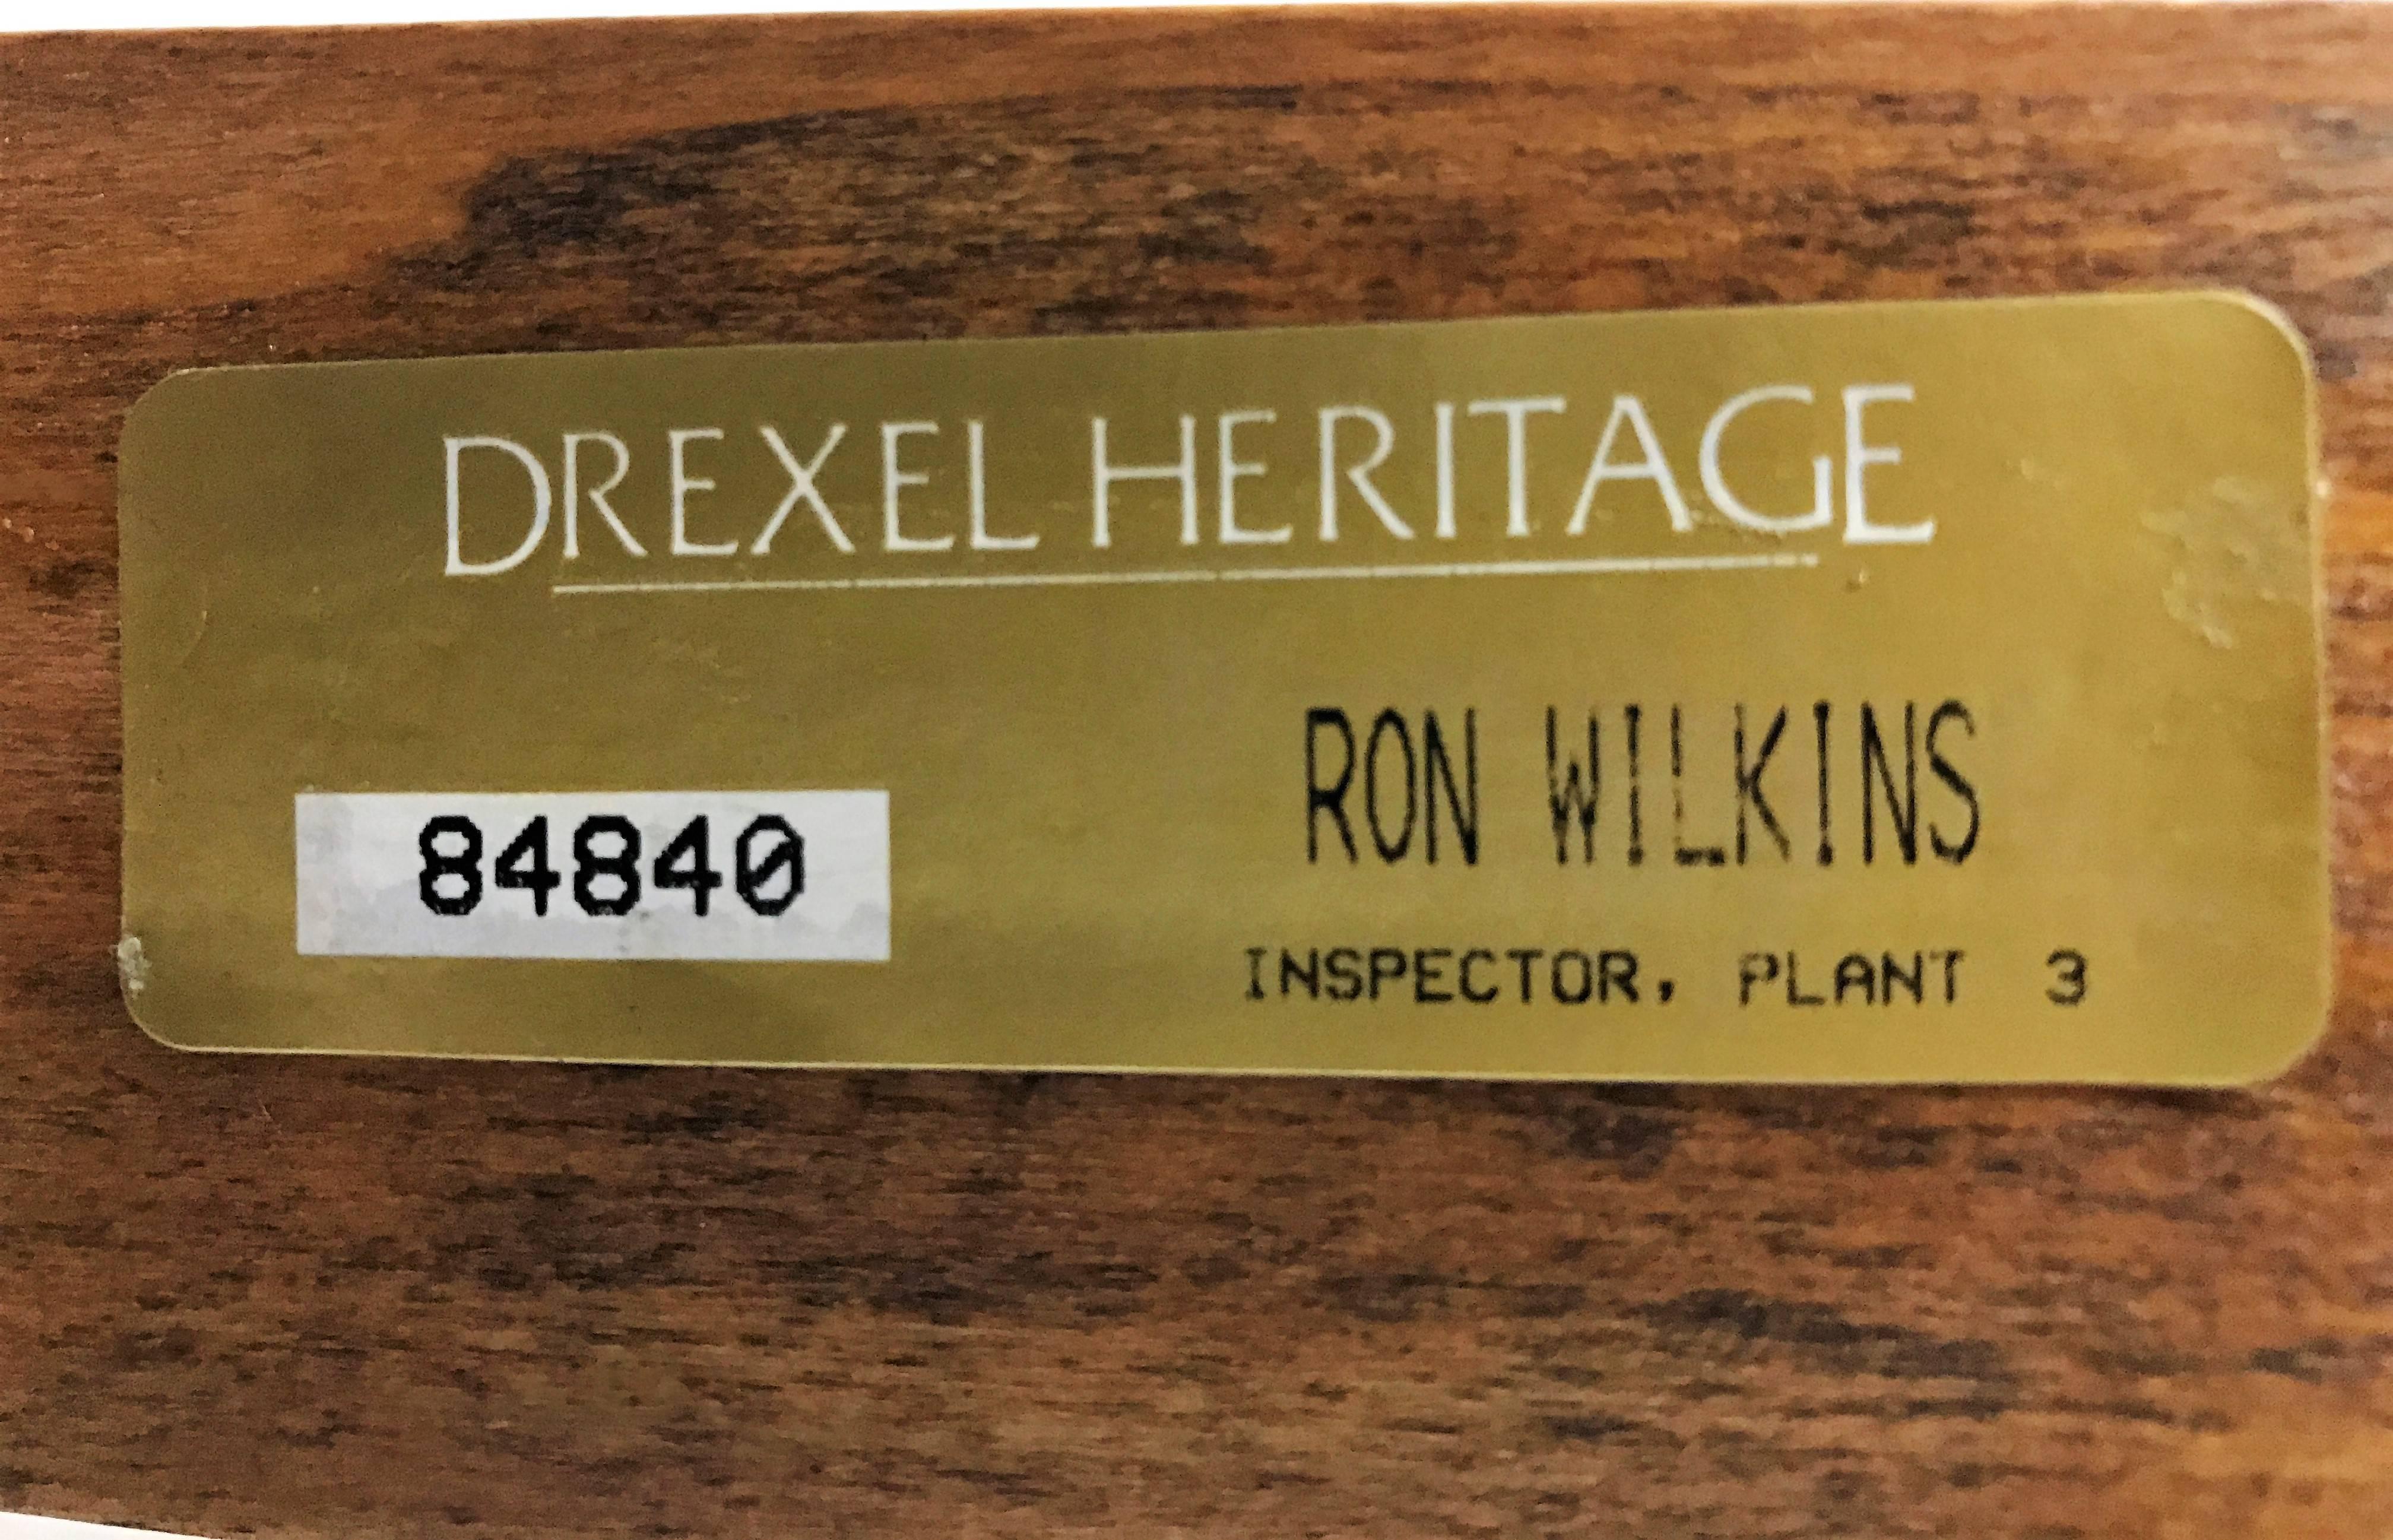 DREXEL HERITAGE
RON WILKINS
84840
INSPECTOR, PLANT 3